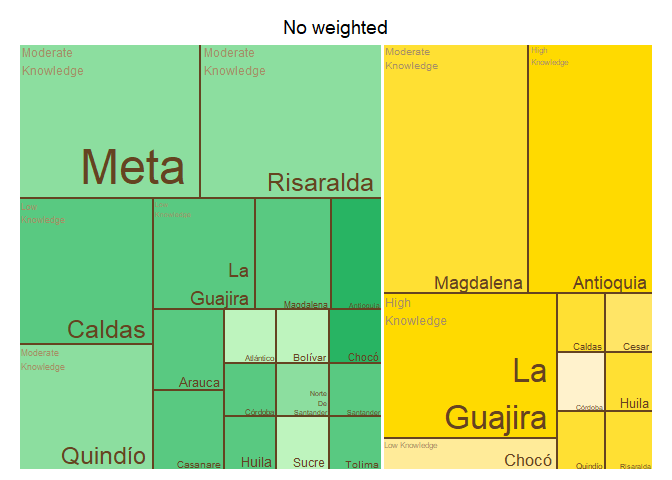 No weighted
Moderate
Knowledge
Meta
Moderate
Knowledge
Risaralda
Low
Knowledge
Caldas
Low
Knowledge
La
Guajira
Magdalena
Antioquia
Moderate
Knowledge
Quindío
Arauca
Casanare
Atlántico
Bolívar
Chocó
Córdoba
Norte
De
Santander
Santander
Huila
Sucre
Tolima
Moderate
Knowledge
Magdalena
High
Knowledge
Antioquia
High
Knowledge
La
Guajira
Low Knowledge
Chocó
Caldas
Cesar
Córdoba
Huila
Quindío
Risaralda